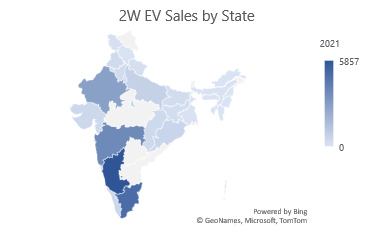 2W EV Sales by State
2021
5857
0
Powered by Bing
© GeoNames, Microsoft, TomTom